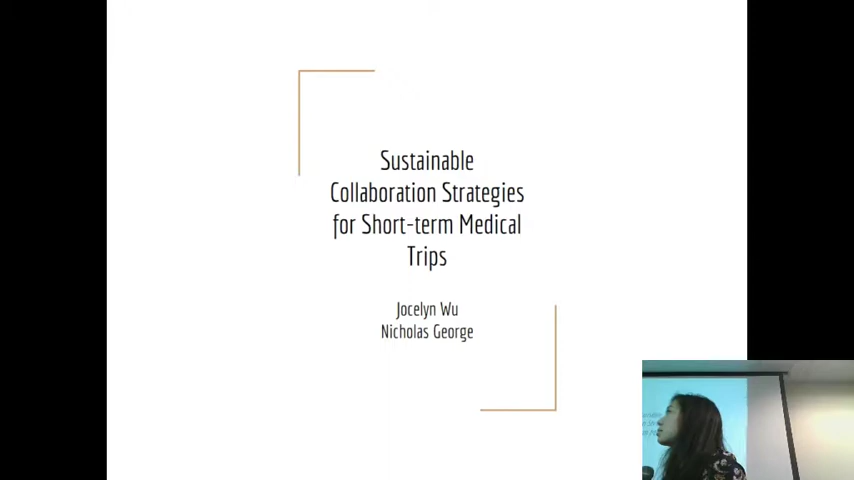 Sustainable
Collaboration Strategies
for Short-term Medical
Trips
Jocelyn Wu
Nicholas George